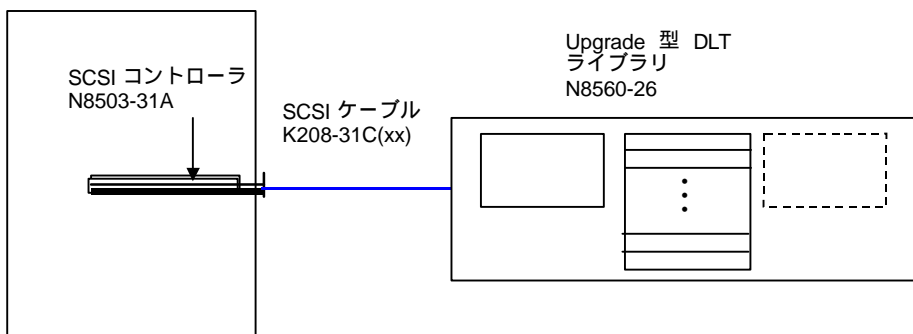 SCSI コントローラ
N8503-31A
SCSI ケーブル
K208-31C(xx)
Upgrade 型 DLT
ライブラリ
N8560-26